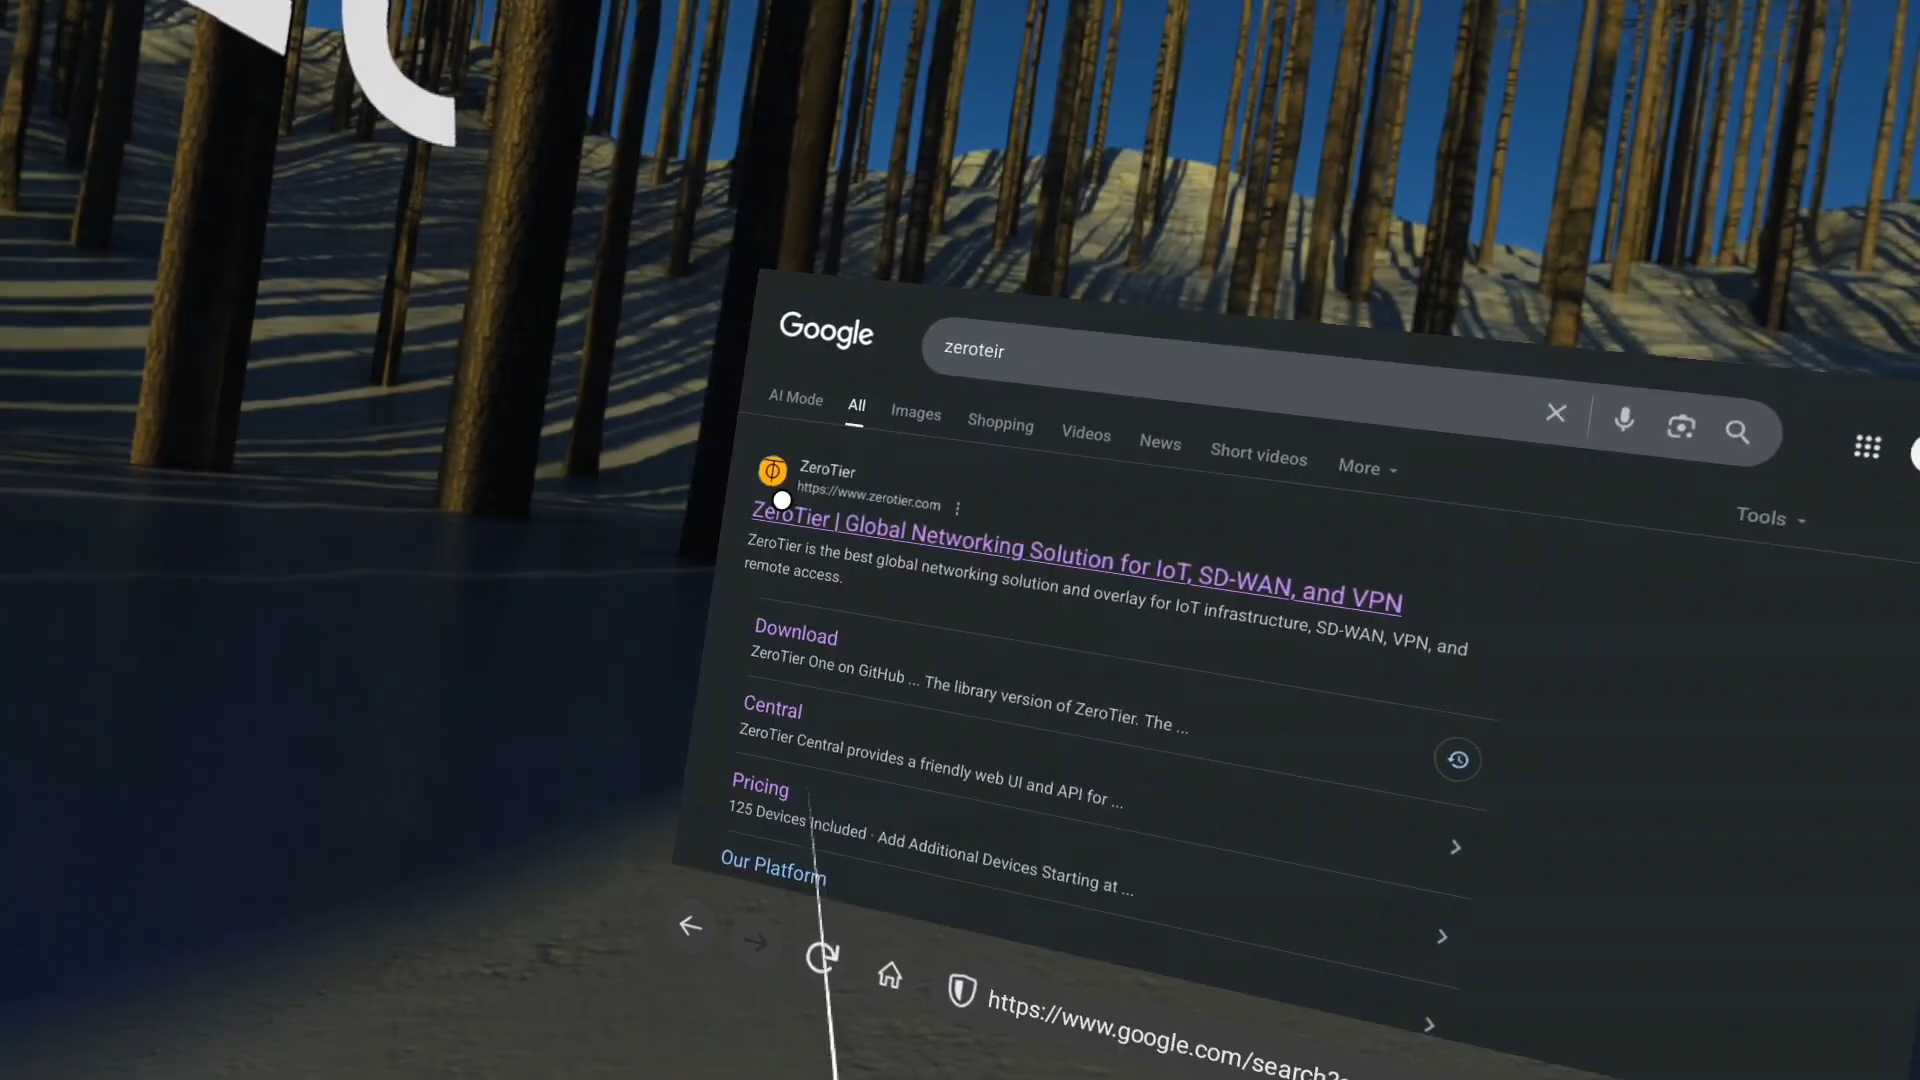 Google
zeroteir
AI Mode
All
Images
Shopping
Videos
News
Short videos
More
Tools
ZeroTier
https://www.zerotier.com
ZeroTier | Global Networking Solution for IoT, SD-WAN, and VPN
ZeroTier is the best global networking solution and overlay for IoT infrastructure, SD-WAN, VPN, and
remote access.
Download
ZeroTier One on GitHub ... The library version of ZeroTier. The ...
Central
ZeroTier Central provides a friendly web UI and API for ...
Pricing
125 Devices Included · Add Additional Devices Starting at ...
Our Platform
https://www.google.com/search?